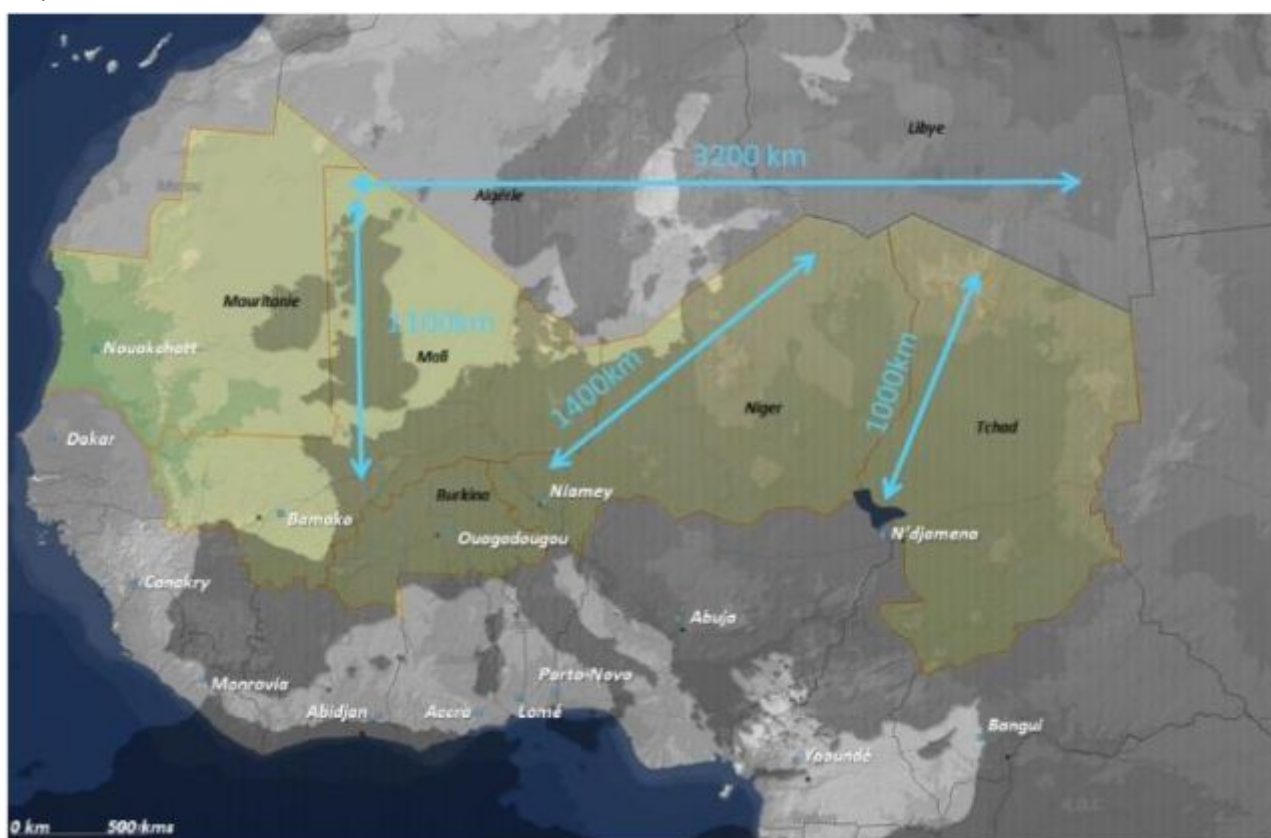 Libye
3200 km
Maroc
Algérie
Mauritanie
1100km
Mali
Nouakchott
1400km
1000km
Niger
Tchad
Dakar
Burkina
Niamey
Bamako
Ouagadougou
N'djamena
Conakry
Abuja
Monrovia
Porto-Novo
Abidjan
Accra
Lomé
Bangui
Yaoundé
R.D.C.
0 km 500 kms